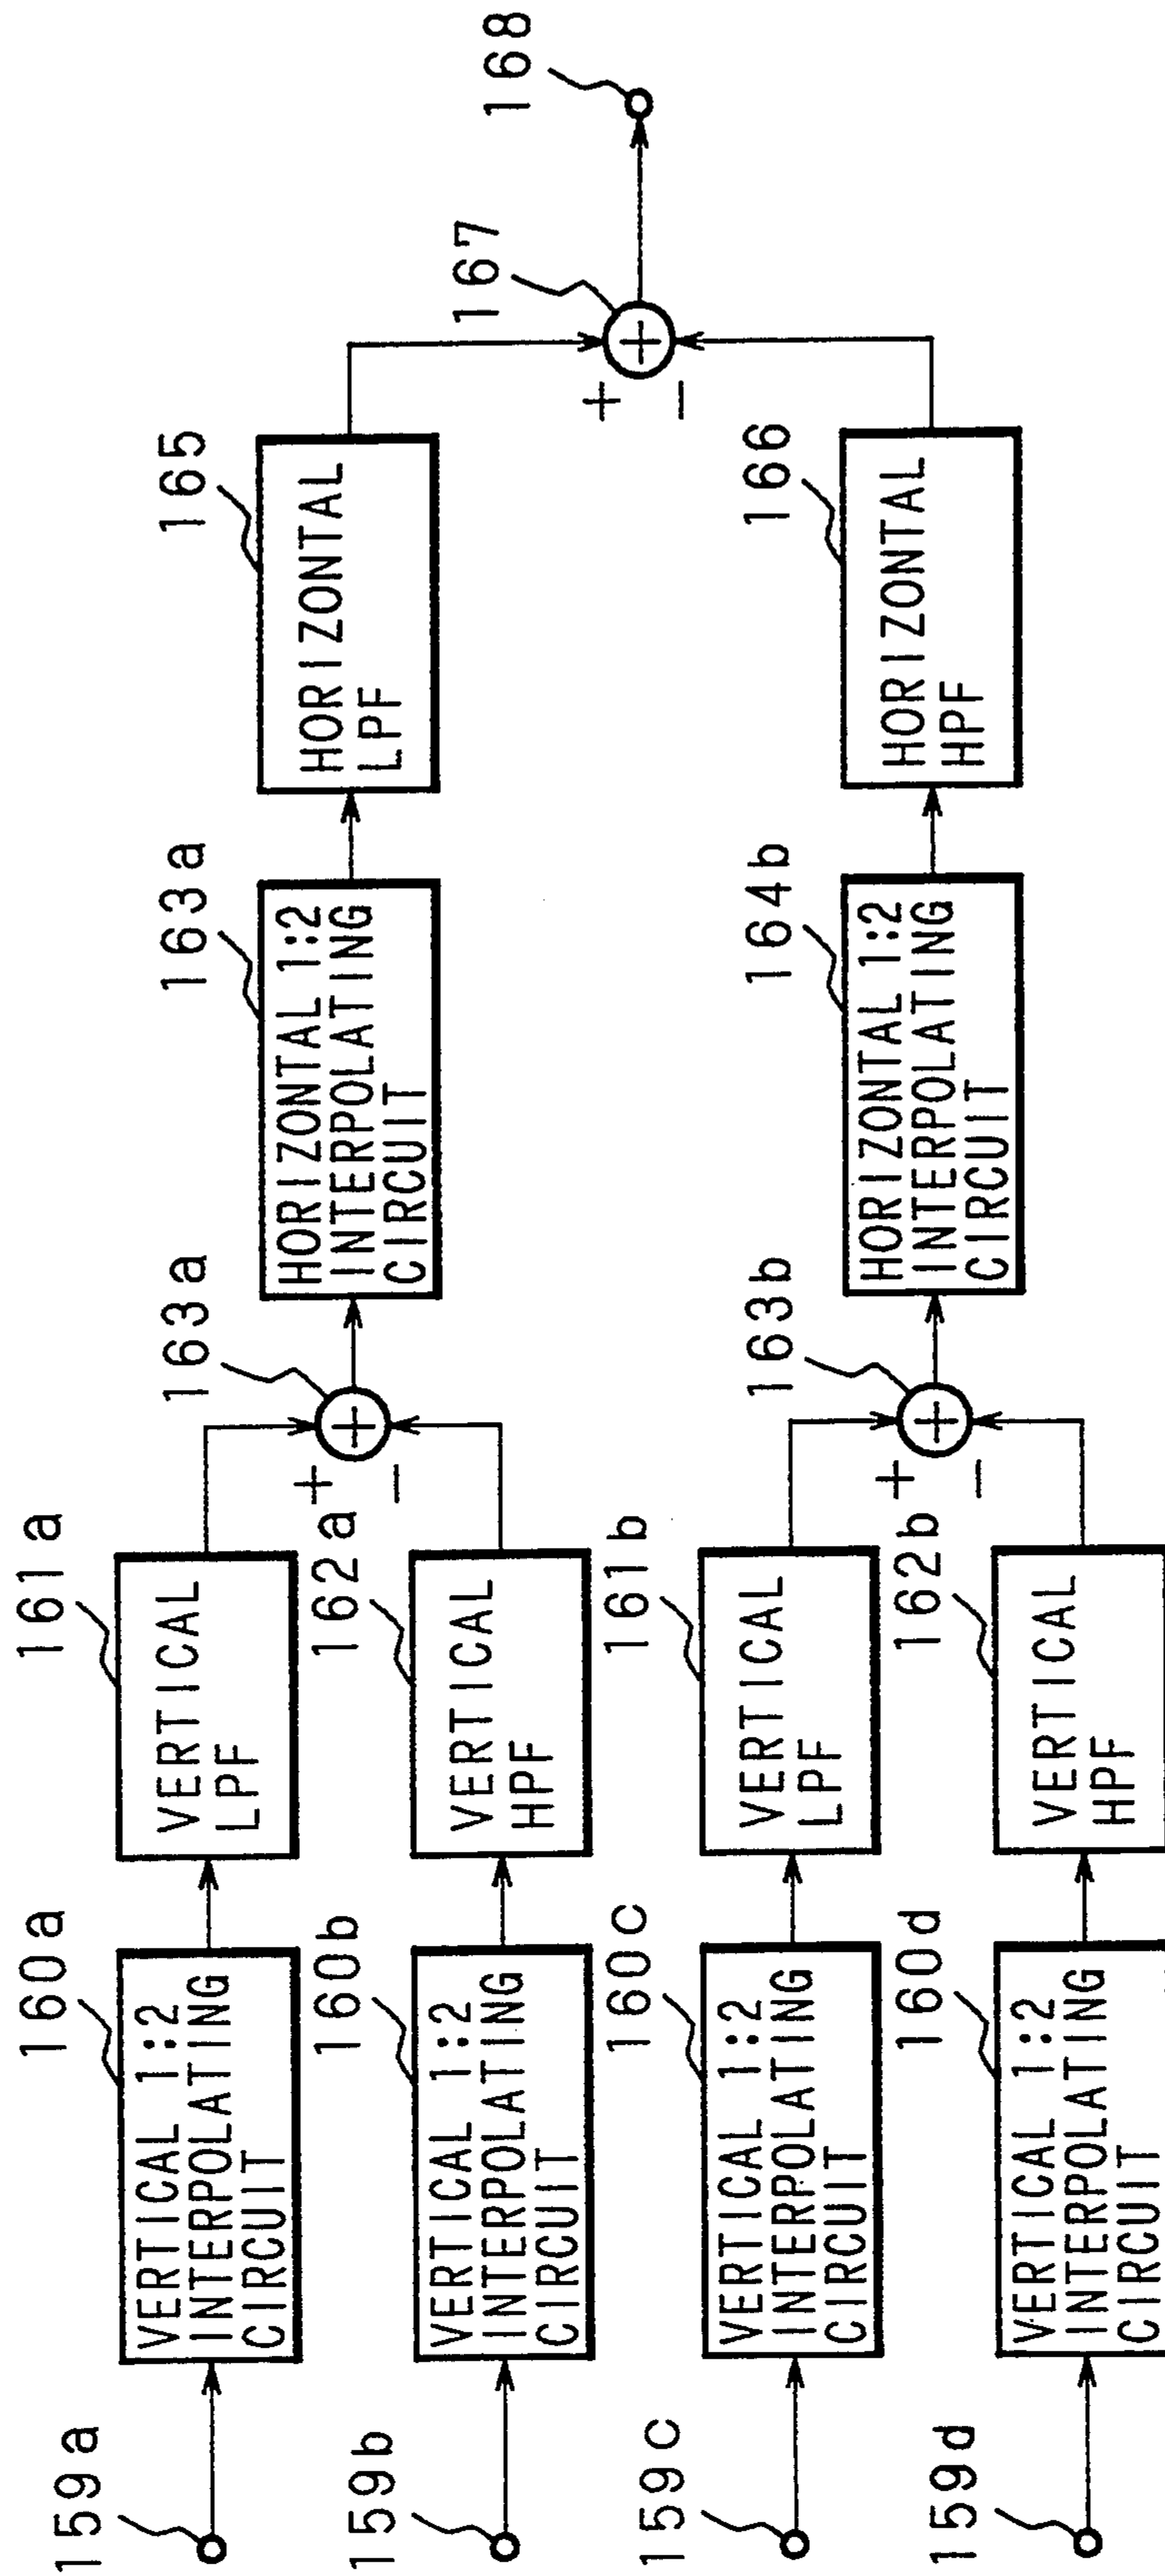 159a
160a
VERTICAL 1:2
INTERPOLATING
CIRCUIT
161a
VERTICAL
LPF
159b
160b
VERTICAL 1:2
INTERPOLATING
CIRCUIT
162a
VERTICAL
HPF
163a
+
+
−
163a
HORIZONTAL 1:2
INTERPOLATING
CIRCUIT
165
HORIZONTAL
LPF
159c
160c
VERTICAL 1:2
INTERPOLATING
CIRCUIT
161b
VERTICAL
LPF
159d
160d
VERTICAL 1:2
INTERPOLATING
CIRCUIT
162b
VERTICAL
HPF
163b
+
+
−
164b
HORIZONTAL 1:2
INTERPOLATING
CIRCUIT
166
HORIZONTAL
HPF
167
+
+
−
168